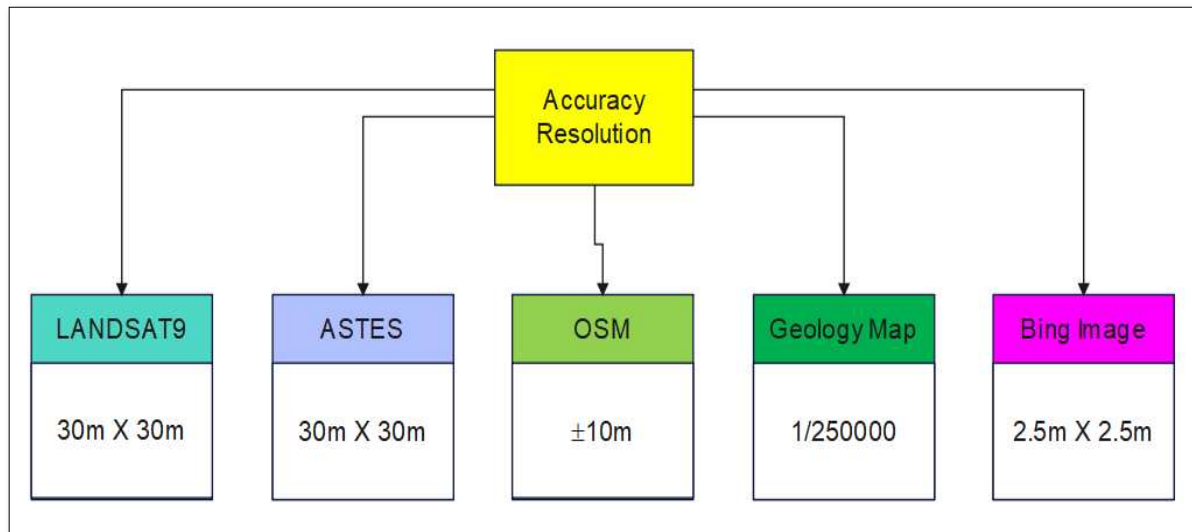 Accuracy
Resolution
LANDSAT9
ASTES
OSM
Geology Map
Bing Image
30m X 30m
30m X 30m
±10m
1/250000
2.5m X 2.5m